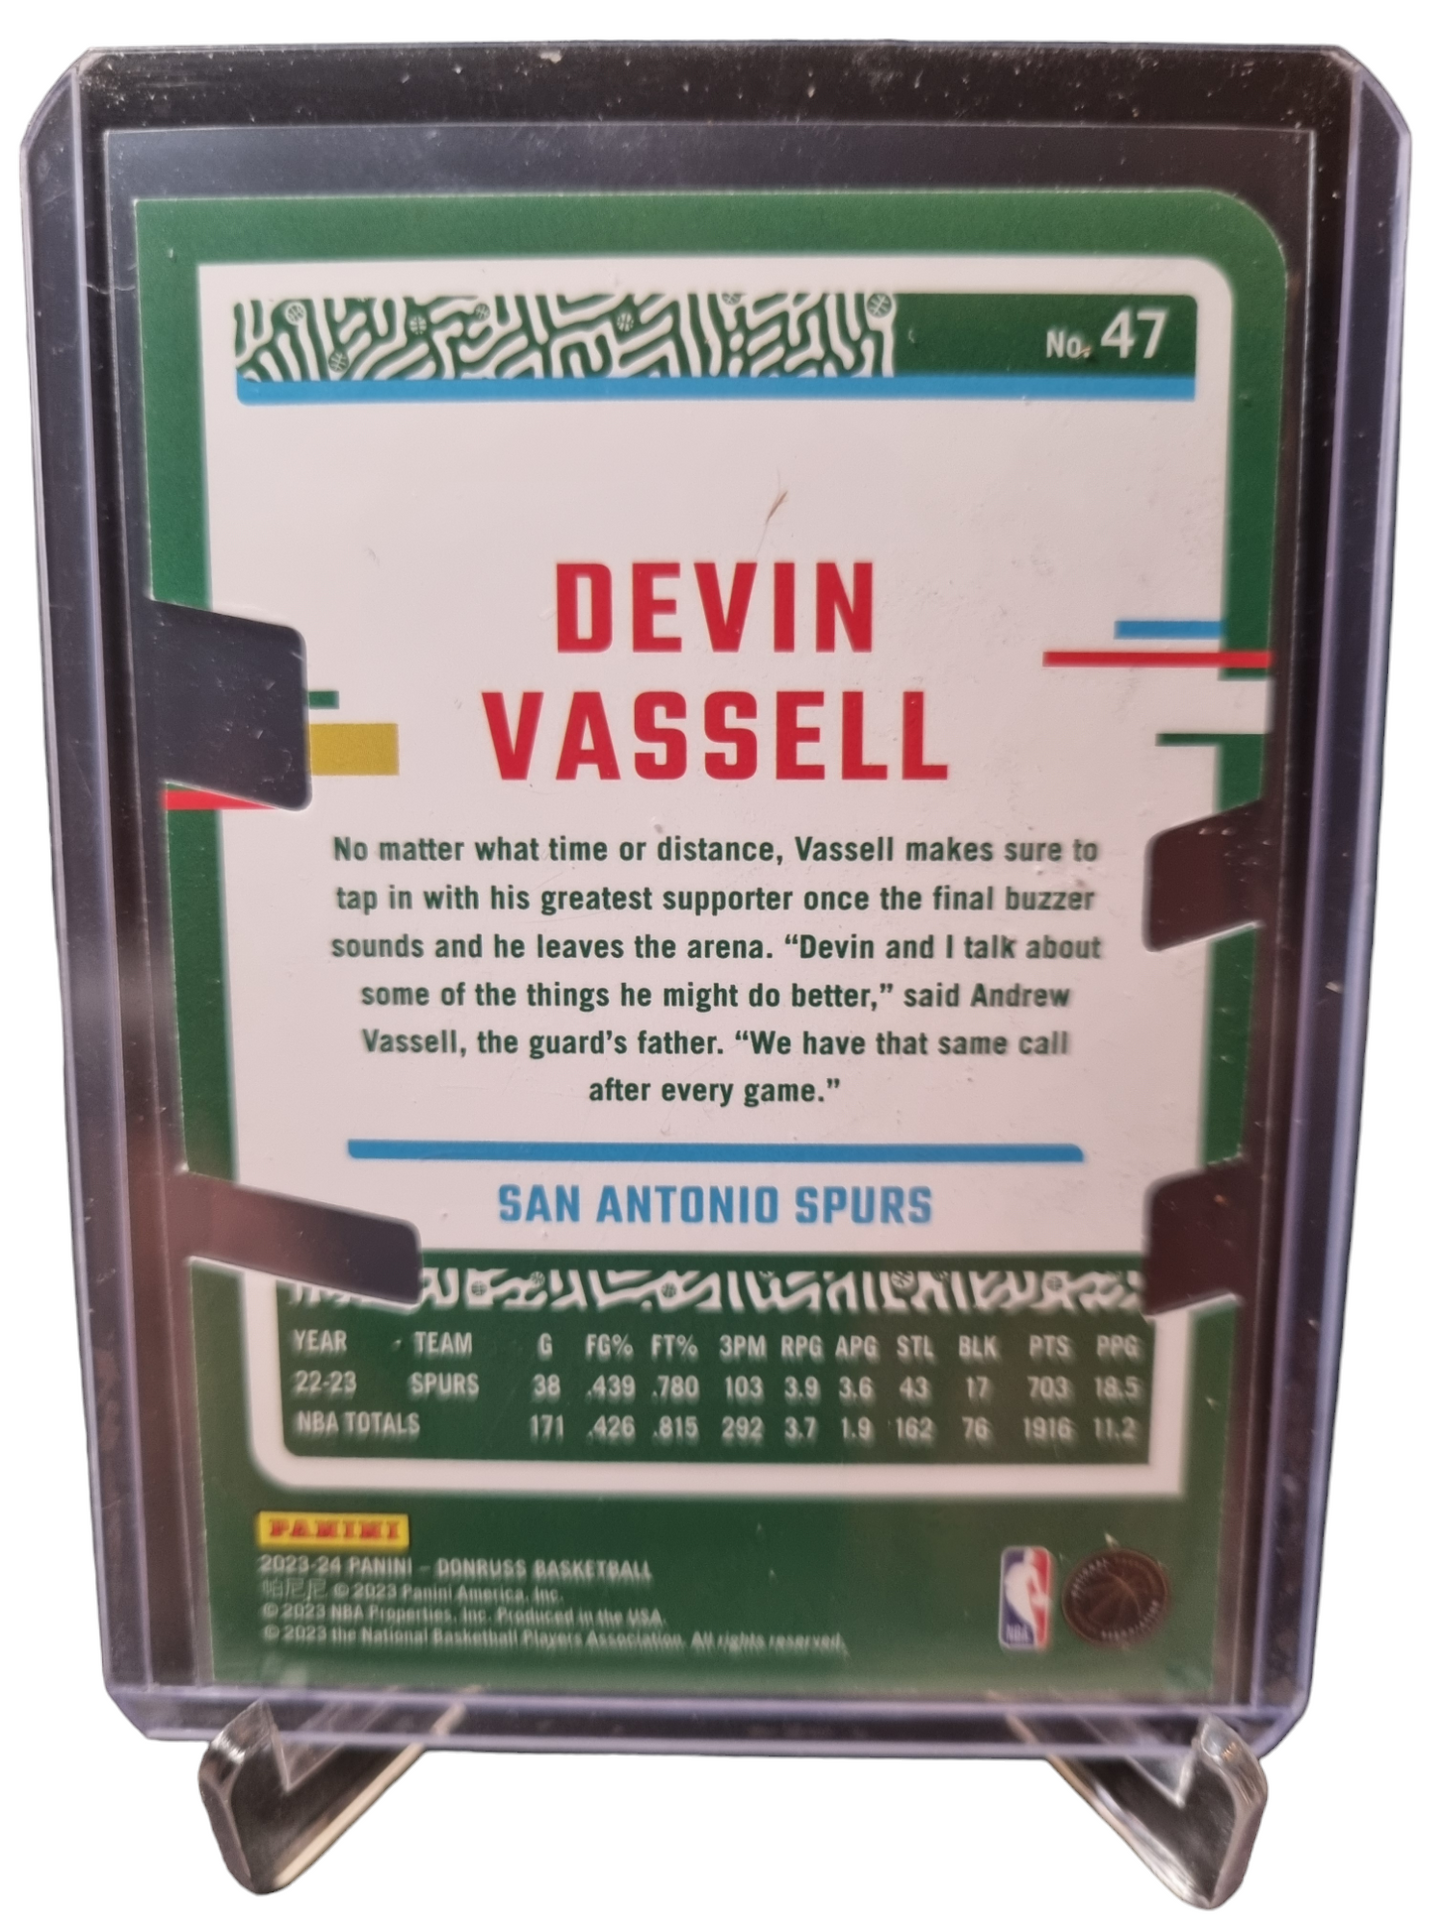 No. 47
DEVIN
VASSELL
No matter what time or distance, Vassell makes sure to
tap in with his greatest supporter once the final buzzer
sounds and he leaves the arena. “Devin and I talk about
some of the things he might do better,” said Andrew
Vassell, the guard’s father. “We have that same call
after every game.”
SAN ANTONIO SPURS
YEAR TEAM G FG% FT% 3PM RPG APG STL BLK PTS PPG
22-23 SPURS 38 .439 .780 103 3.9 3.6 43 17 703 18.5
NBA TOTALS 171 .426 .815 292 3.7 1.9 162 76 1916 11.2
PANINI
2023-24 PANINI – DONRUSS BASKETBALL
帕尼尼 © 2023 Panini America, Inc.
© 2023 NBA Properties, Inc. Produced in the USA.
© 2023 the National Basketball Players Association. All rights reserved.
NBA